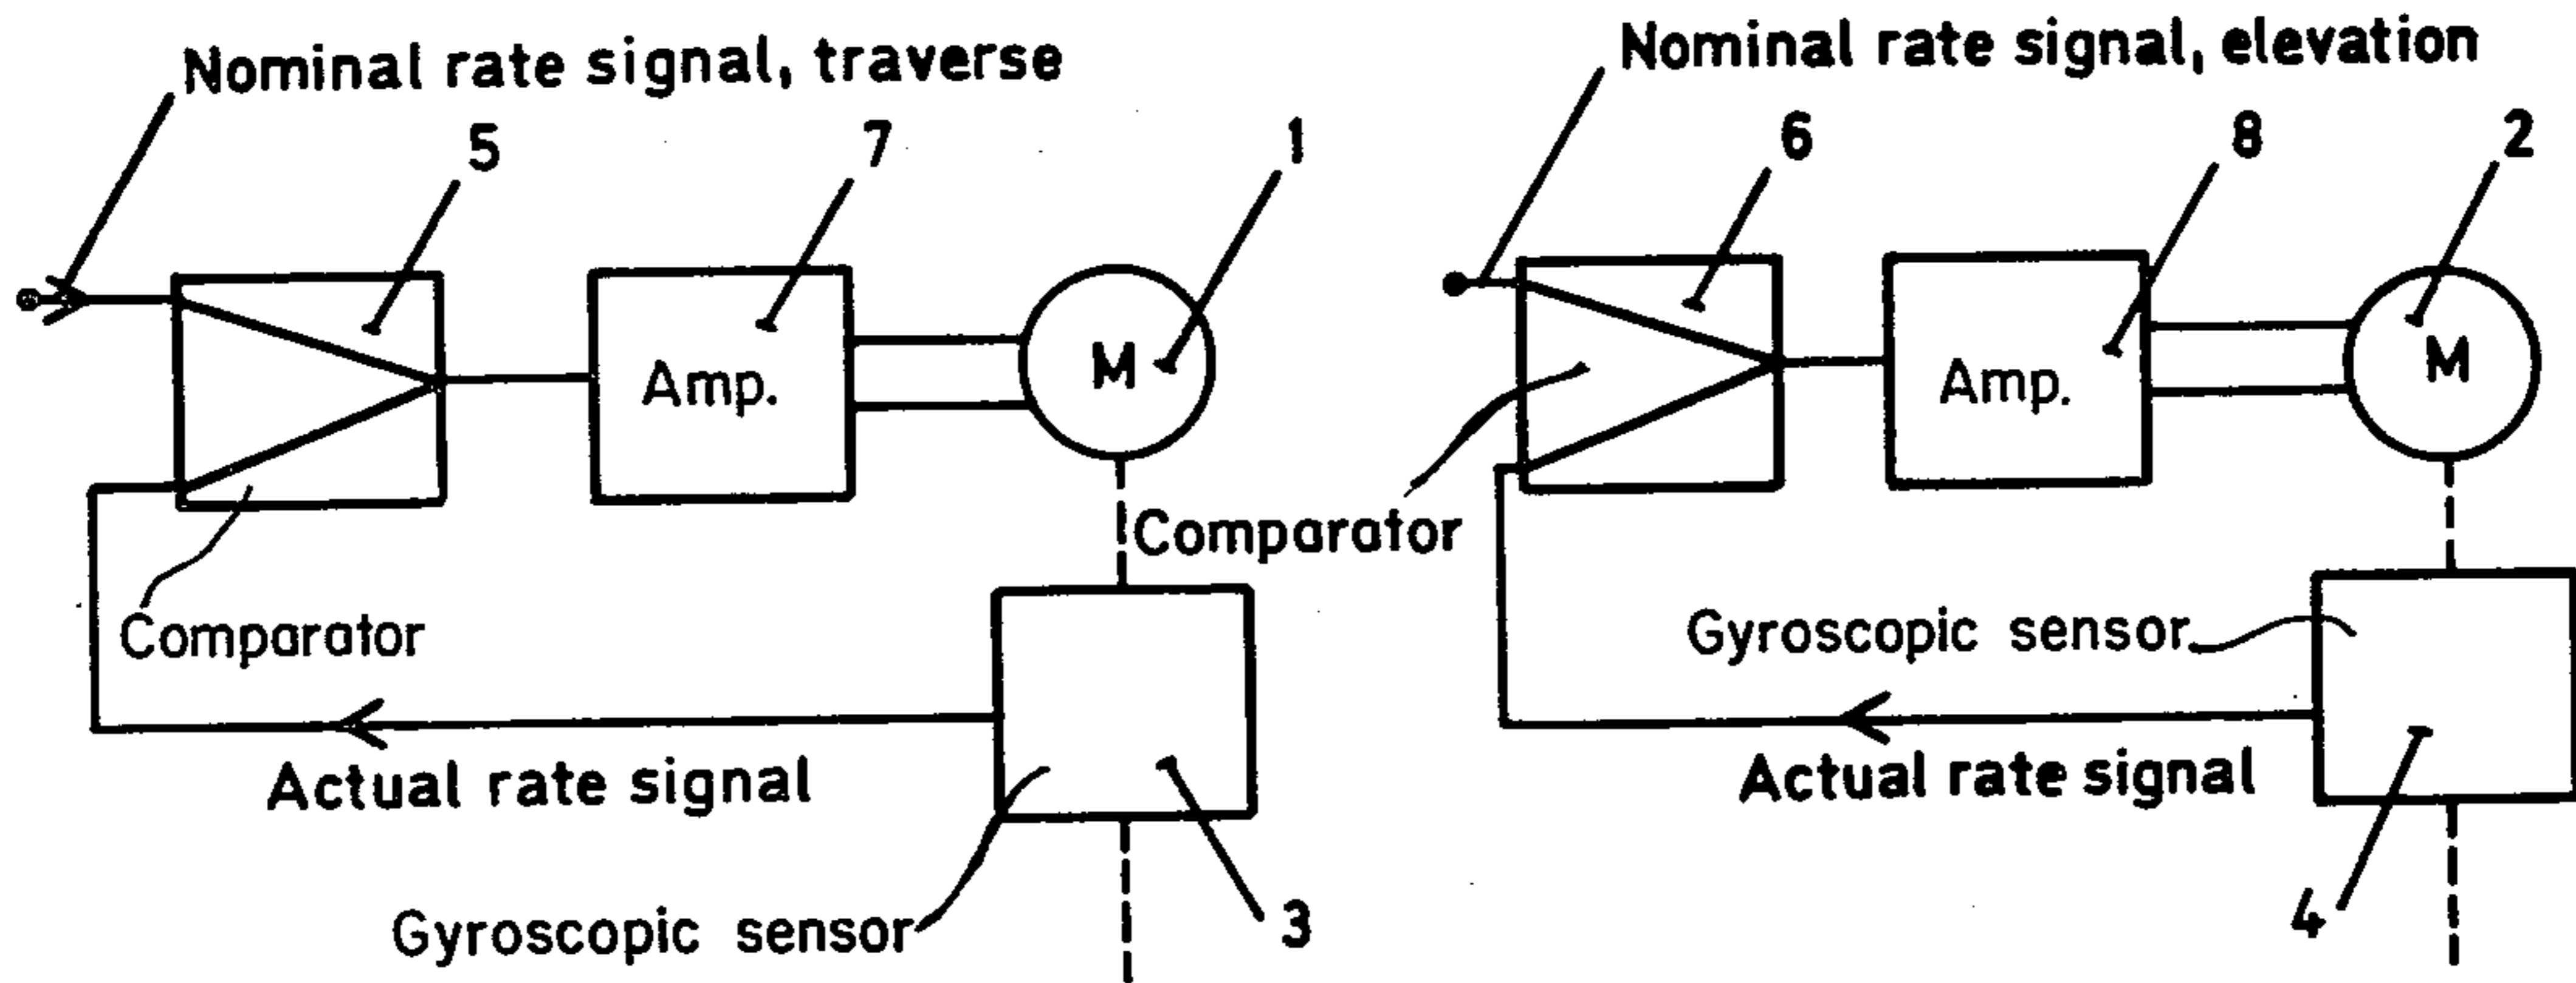 Nominal rate signal, traverse
5
7
1
Amp.
M
Comparator
Actual rate signal
Gyroscopic sensor
3
Nominal rate signal, elevation
6
8
2
Amp.
M
Comparator
Gyroscopic sensor
Actual rate signal
4